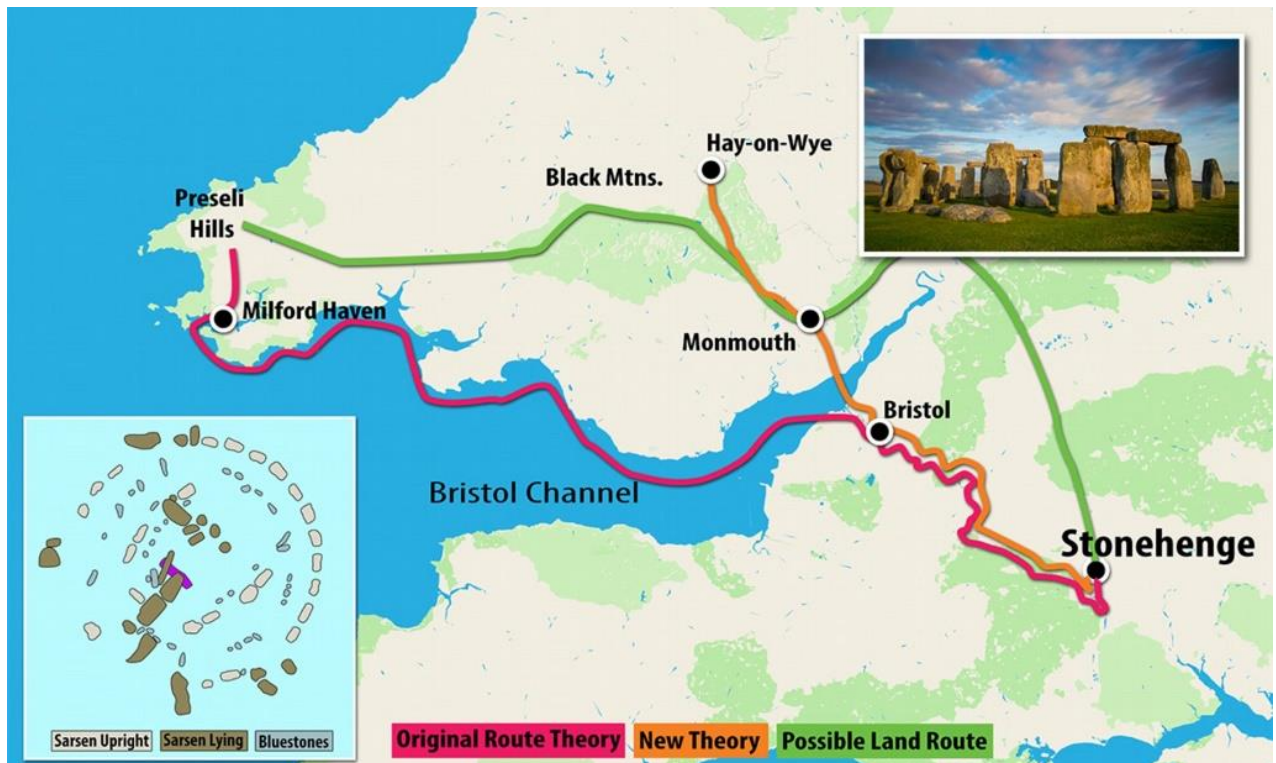 Hay-on-Wye
Black Mtns.
Preseli
Hills
Milford Haven
Monmouth
Bristol
Bristol Channel
Stonehenge
Sarsen Upright
Sarsen Lying
Bluestones
Original Route Theory
New Theory
Possible Land Route